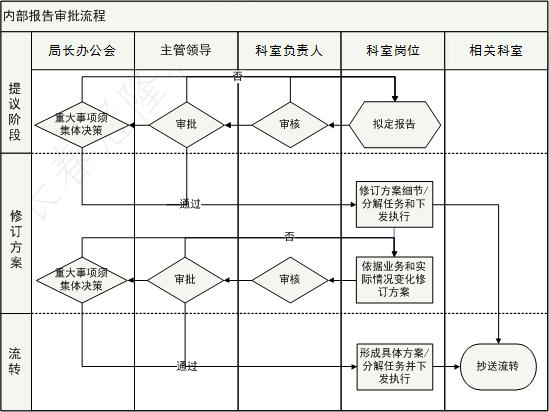 内部报告审批流程
局长办公会
主管领导
科室负责人
科室岗位
相关科室
提议阶段
否
重大事项须
集体决策
审批
审核
拟定报告
通过
修订方案
修订方案细节/
分解任务和下
发执行
否
重大事项须
集体决策
审批
审核
依据业务和实
际情况变化修
订方案
流转
通过
形成具体方案/
分解任务并下
发执行
抄送流转